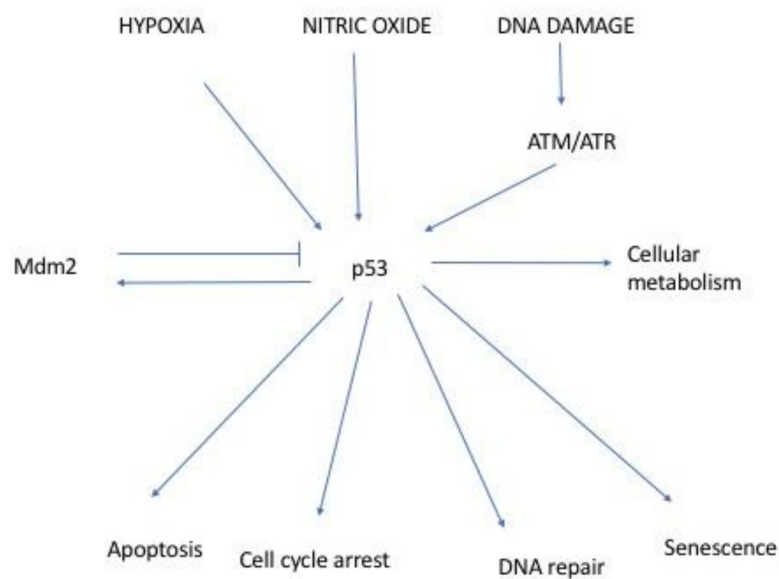 HYPOXIA
NITRIC OXIDE
DNA DAMAGE
ATM/ATR
Mdm2
p53
Cellular
metabolism
Apoptosis
Cell cycle arrest
DNA repair
Senescence